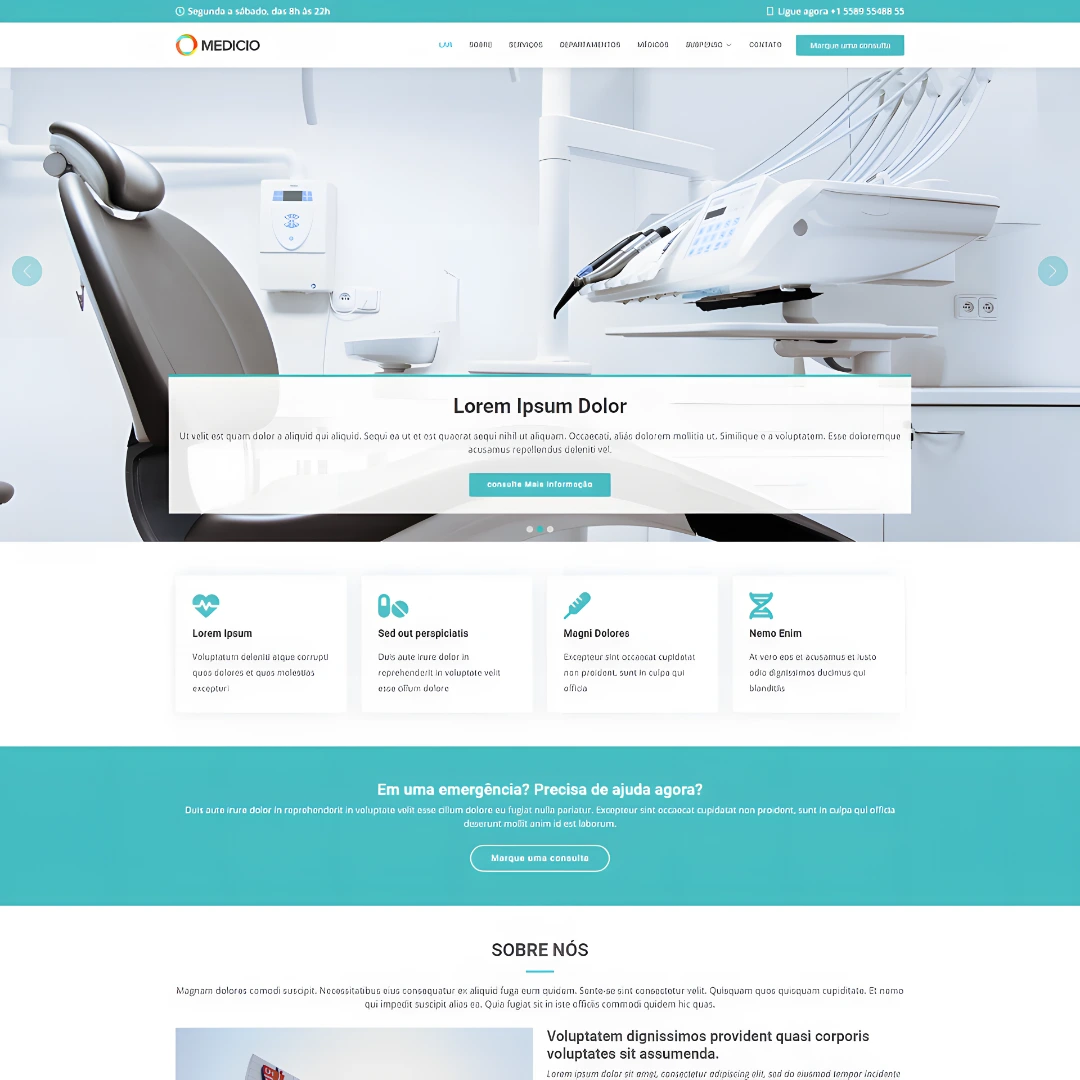 Segunda a sábado, das 8h às 22h
Ligue agora +1 5589 55488 55
MEDICIO
LAR SOBRE SERVIÇOS DEPARTAMENTOS MÉDICOS SUSPENSO CONTATO Marque uma consulta
Lorem Ipsum Dolor
Ut velit est quam dolor a aliquid qui aliquid. Sequi ea ut et est quaerat sequi nihil ut aliquam. Occaecati, aliás dolorem mollitia ut. Similique e a voluptatem. Esse doloremque
acusamus repellendus deleniti vel.
consulte Mais informação
Lorem Ipsum
Voluptatum deleniti atque corrupti
quos dolores et quos molestias
excepturi
Sed out perspiciatis
Duis aute irure dolor in
reprehenderit in voluptate velit
esse cillum dolore
Magni Dolores
Excepteur sint occaecat cupidatat
non proident, sunt in culpa qui
officia
Nemo Enim
At vero eos et acusamus et iusto
odio dignissimos ducimus qui
blanditiis
Em uma emergência? Precisa de ajuda agora?
Duis aute irure dolor in reprehenderit in voluptate velit esse cillum dolore eu fugiat nulla pariatur. Excepteur sint occaecat cupidatat non proident, sunt in culpa qui officia
deserunt mollit anim id est laborum.
Marque uma consulta
SOBRE NÓS
Magnam dolores comodi suscipit. Necessitatibus eius consequatur ex aliquid fuga eum quidem. Sente-se sint consectetur velit. Quisquam quos quisquam cupiditate. Et nemo
qui impedit suscipit alias ea. Quia fugiat sit in iste officiis commodi quidem hic quas.
Voluptatem dignissimos provident quasi corporis
voluptates sit assumenda.
Lorem ipsum dolor sit amet, consectetur adipiscing elit, sed do eiusmod tempor incidente